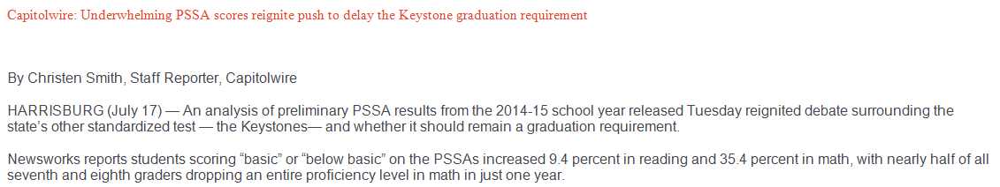 Capitolwire: Underwhelming PSSA scores reignite push to delay the Keystone graduation requirement
By Christen Smith, Staff Reporter, Capitolwire
HARRISBURG (July 17) — An analysis of preliminary PSSA results from the 2014-15 school year released Tuesday reignited debate surrounding the
state’s other standardized test — the Keystones— and whether it should remain a graduation requirement.
Newsworks reports students scoring “basic” or “below basic” on the PSSAs increased 9.4 percent in reading and 35.4 percent in math, with nearly half of all
seventh and eighth graders dropping an entire proficiency level in math in just one year.